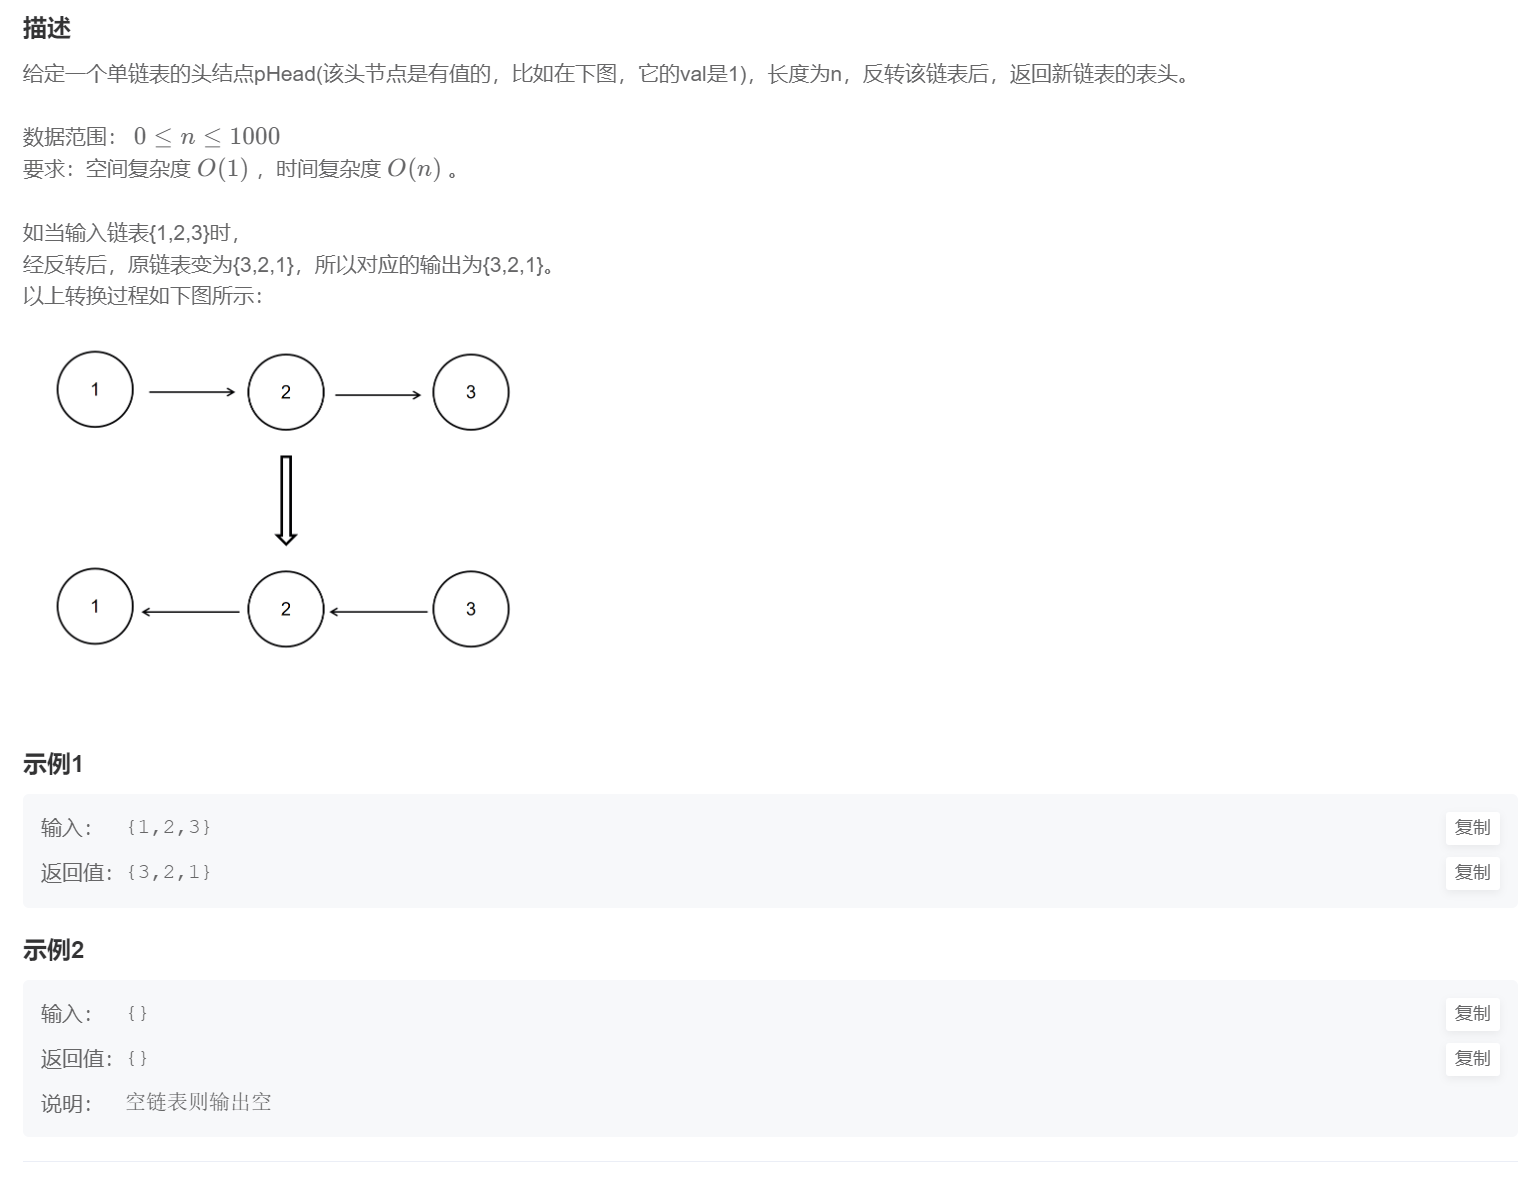 描述
给定一个单链表的头结点pHead(该头节点是有值的，比如在下图，它的val是1)，长度为n，反转该链表后，返回新链表的表头。
数据范围： 0 ≤ n ≤ 1000
要求：空间复杂度 O(1) ，时间复杂度 O(n) 。
如当输入链表{1,2,3}时，
经反转后，原链表变为{3,2,1}，所以对应的输出为{3,2,1}。
以上转换过程如下图所示：
1 2 3
1 2 3
示例1
输入： {1,2,3} 复制
返回值： {3,2,1} 复制
示例2
输入： {} 复制
返回值： {} 复制
说明： 空链表则输出空